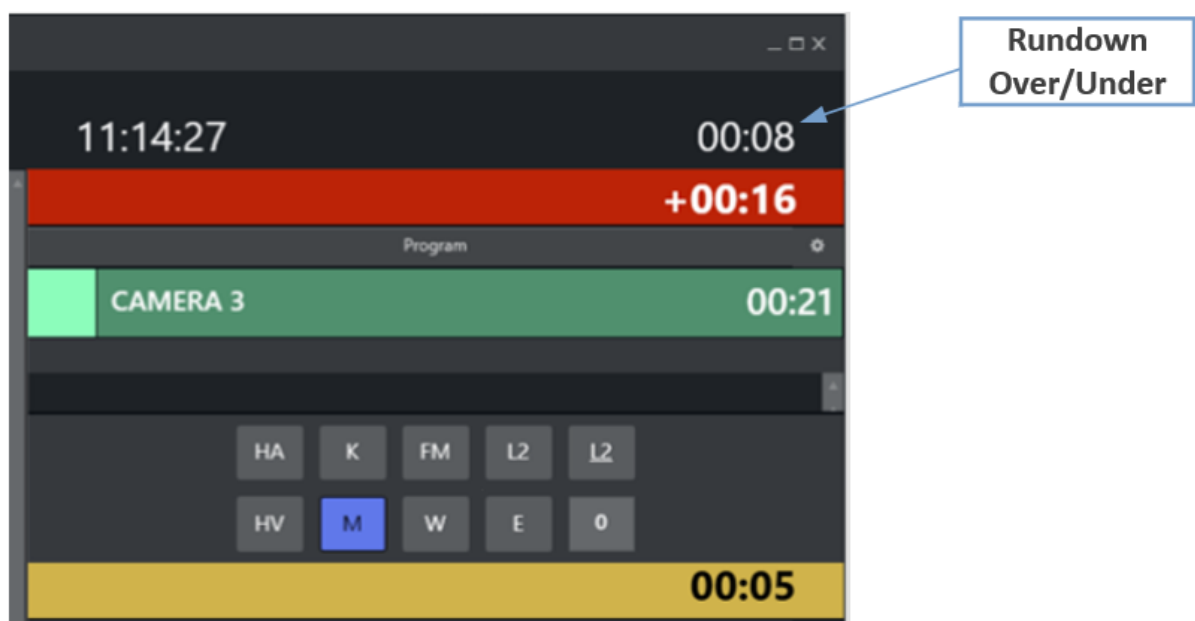 Rundown
Over/Under
11:14:27 00:08
+00:16
Program
CAMERA 3 00:21
HA K FM L2 L2
HV M W E 0
00:05